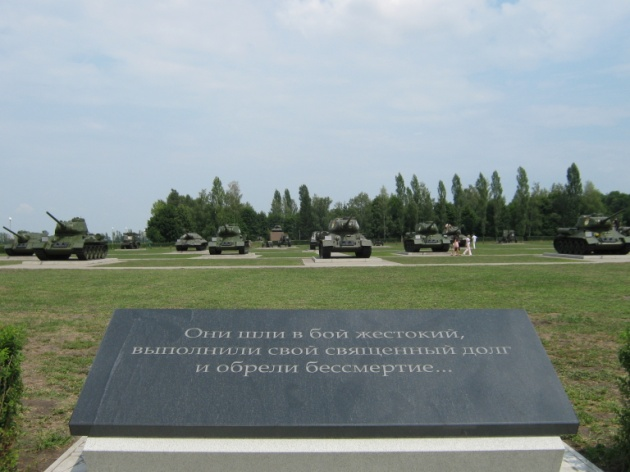 Они шли в бой жестокий,
выполнили свой священный долг
и обрели бессмертие...